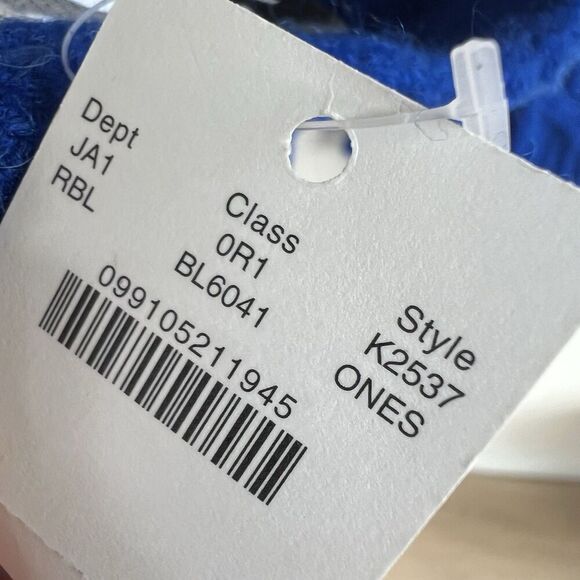 Dept Class Style
JA1 0R1 K2537
RBL BL6041 ONES
099105211945